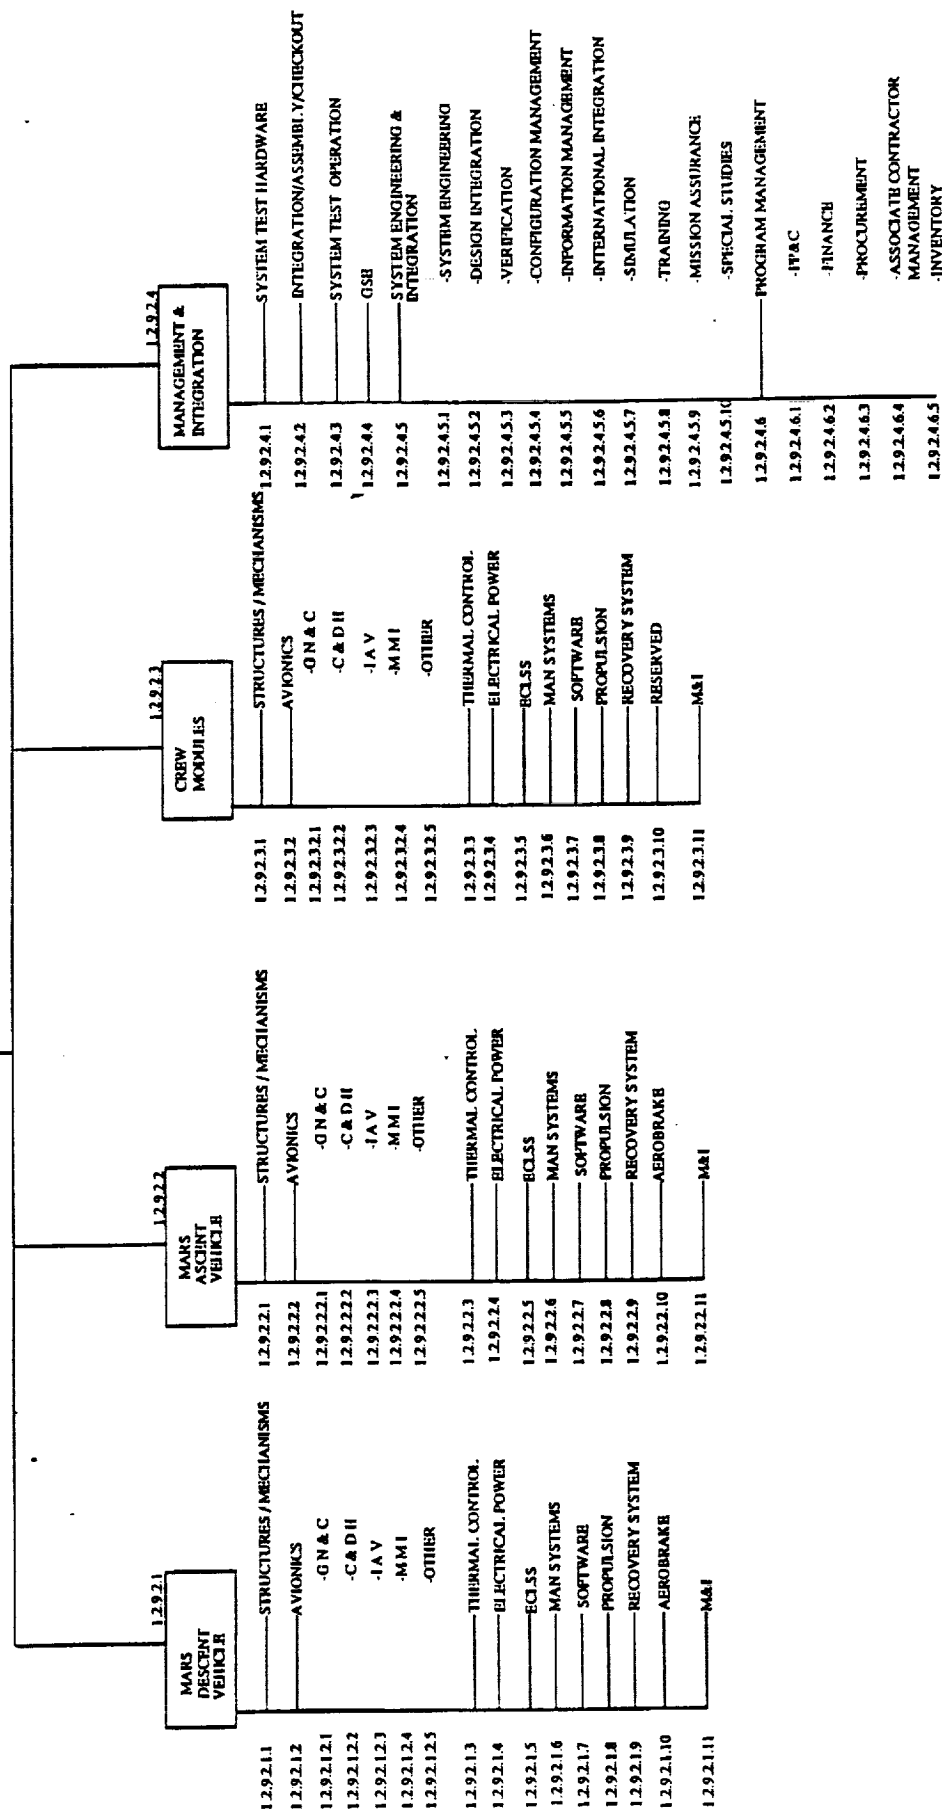 1.2.9.2.1
MARS
DESCENT
VEHICLE
1.2.9.2.1.1 STRUCTURES / MECHANISMS
1.2.9.2.1.2 AVIONICS
1.2.9.2.1.2.1 -G N & C
1.2.9.2.1.2.2 -C & D H
1.2.9.2.1.2.3 -I A V
1.2.9.2.1.2.4 -M M I
1.2.9.2.1.2.5 -OTHER
1.2.9.2.1.3 THERMAL CONTROL
1.2.9.2.1.4 ELECTRICAL POWER
1.2.9.2.1.5 ECLSS
1.2.9.2.1.6 MAN SYSTEMS
1.2.9.2.1.7 SOFTWARE
1.2.9.2.1.8 PROPULSION
1.2.9.2.1.9 RECOVERY SYSTEM
1.2.9.2.1.10 AEROBRAKE
1.2.9.2.1.11 M&I
1.2.9.2.2
MARS
ASCENT
VEHICLE
1.2.9.2.2.1 STRUCTURES / MECHANISMS
1.2.9.2.2.2 AVIONICS
1.2.9.2.2.2.1 -G N & C
1.2.9.2.2.2.2 -C & D H
1.2.9.2.2.2.3 -I A V
1.2.9.2.2.2.4 -M M I
1.2.9.2.2.2.5 -OTHER
1.2.9.2.2.3 THERMAL CONTROL
1.2.9.2.2.4 ELECTRICAL POWER
1.2.9.2.2.5 ECLSS
1.2.9.2.2.6 MAN SYSTEMS
1.2.9.2.2.7 SOFTWARE
1.2.9.2.2.8 PROPULSION
1.2.9.2.2.9 RECOVERY SYSTEM
1.2.9.2.2.10 AEROBRAKE
1.2.9.2.2.11 M&I
1.2.9.2.3
CREW
MODULES
1.2.9.2.3.1 STRUCTURES / MECHANISMS
1.2.9.2.3.2 AVIONICS
1.2.9.2.3.2.1 -G N & C
1.2.9.2.3.2.2 -C & D H
1.2.9.2.3.2.3 -I A V
1.2.9.2.3.2.4 -M M I
1.2.9.2.3.2.5 -OTHER
1.2.9.2.3.3 THERMAL CONTROL
1.2.9.2.3.4 ELECTRICAL POWER
1.2.9.2.3.5 ECLSS
1.2.9.2.3.6 MAN SYSTEMS
1.2.9.2.3.7 SOFTWARE
1.2.9.2.3.8 PROPULSION
1.2.9.2.3.9 RECOVERY SYSTEM
1.2.9.2.3.10 RESERVED
1.2.9.2.3.11 M&I
1.2.9.2.4
MANAGEMENT &
INTEGRATION
1.2.9.2.4.1 SYSTEM TEST HARDWARE
1.2.9.2.4.2 INTEGRATION/ASSEMBLY/CHECKOUT
1.2.9.2.4.3 SYSTEM TEST OPERATION
1.2.9.2.4.4 GSE
1.2.9.2.4.5 SYSTEM ENGINEERING &
INTEGRATION
1.2.9.2.4.5.1 -SYSTEM ENGINEERING
1.2.9.2.4.5.2 -DESIGN INTEGRATION
1.2.9.2.4.5.3 -VERIFICATION
1.2.9.2.4.5.4 -CONFIGURATION MANAGEMENT
1.2.9.2.4.5.5 -INFORMATION MANAGEMENT
1.2.9.2.4.5.6 -INTERNATIONAL INTEGRATION
1.2.9.2.4.5.7 -SIMULATION
1.2.9.2.4.5.8 -TRAINING
1.2.9.2.4.5.9 -MISSION ASSURANCE
1.2.9.2.4.5.10 -SPECIAL STUDIES
1.2.9.2.4.6 PROGRAM MANAGEMENT
1.2.9.2.4.6.1 -PP&C
1.2.9.2.4.6.2 -FINANCE
1.2.9.2.4.6.3 -PROCUREMENT
1.2.9.2.4.6.4 -ASSOCIATE CONTRACTOR
MANAGEMENT
1.2.9.2.4.6.5 -INVENTORY